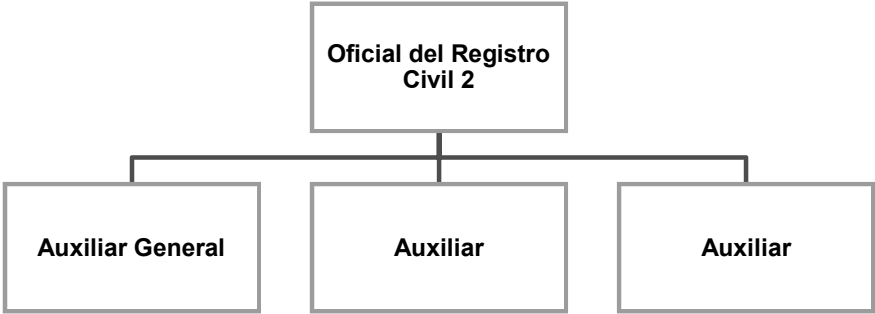 Oficial del Registro
Civil 2
Auxiliar General
Auxiliar
Auxiliar